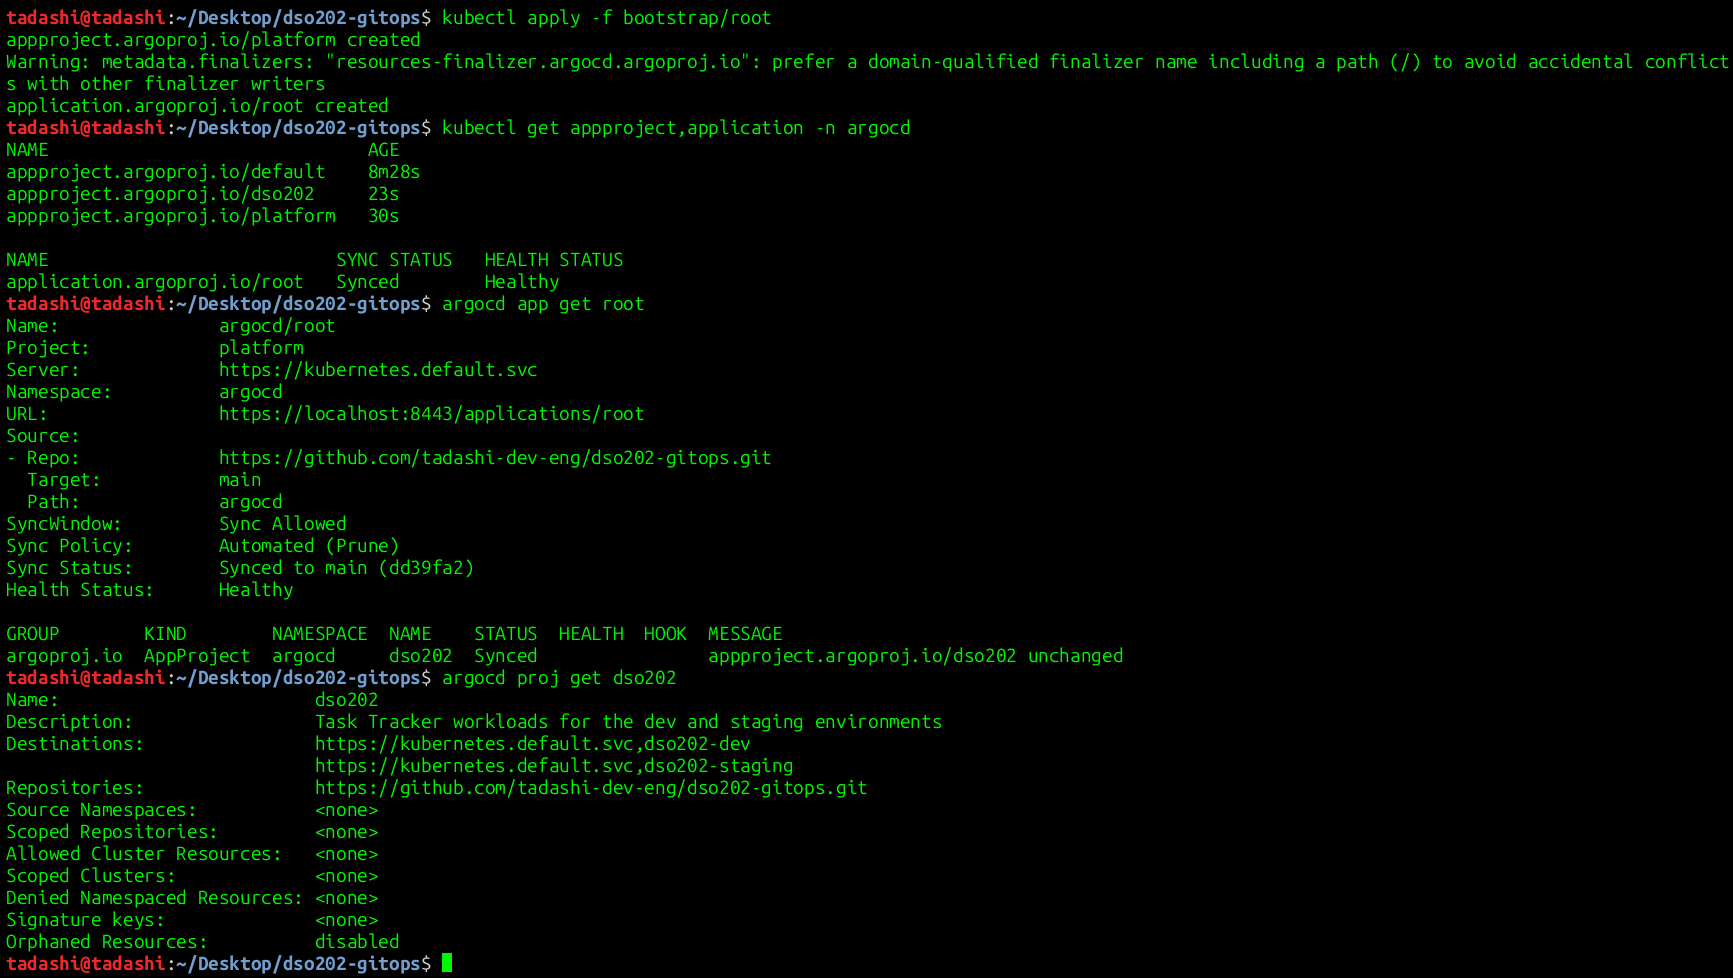 tadashi@tadashi:~/Desktop/dso202-gitops$ kubectl apply -f bootstrap/root
appproject.argoproj.io/platform created
Warning: metadata.finalizers: "resources-finalizer.argocd.argoproj.io": prefer a domain-qualified finalizer name including a path (/) to avoid accidental conflict
s with other finalizer writers
application.argoproj.io/root created
tadashi@tadashi:~/Desktop/dso202-gitops$ kubectl get appproject,application -n argocd
NAME                              AGE
appproject.argoproj.io/default    8m28s
appproject.argoproj.io/dso202     23s
appproject.argoproj.io/platform   30s

NAME                           SYNC STATUS   HEALTH STATUS
application.argoproj.io/root   Synced        Healthy
tadashi@tadashi:~/Desktop/dso202-gitops$ argocd app get root
Name:               argocd/root
Project:            platform
Server:             https://kubernetes.default.svc
Namespace:          argocd
URL:                https://localhost:8443/applications/root
Source:
- Repo:             https://github.com/tadashi-dev-eng/dso202-gitops.git
  Target:           main
  Path:             argocd
SyncWindow:         Sync Allowed
Sync Policy:        Automated (Prune)
Sync Status:        Synced to main (dd39fa2)
Health Status:      Healthy

GROUP        KIND        NAMESPACE  NAME    STATUS  HEALTH  HOOK  MESSAGE
argoproj.io  AppProject  argocd     dso202  Synced                appproject.argoproj.io/dso202 unchanged
tadashi@tadashi:~/Desktop/dso202-gitops$ argocd proj get dso202
Name:                        dso202
Description:                 Task Tracker workloads for the dev and staging environments
Destinations:                https://kubernetes.default.svc,dso202-dev
                             https://kubernetes.default.svc,dso202-staging
Repositories:                https://github.com/tadashi-dev-eng/dso202-gitops.git
Source Namespaces:           <none>
Scoped Repositories:         <none>
Allowed Cluster Resources:   <none>
Scoped Clusters:             <none>
Denied Namespaced Resources: <none>
Signature keys:              <none>
Orphaned Resources:          disabled
tadashi@tadashi:~/Desktop/dso202-gitops$